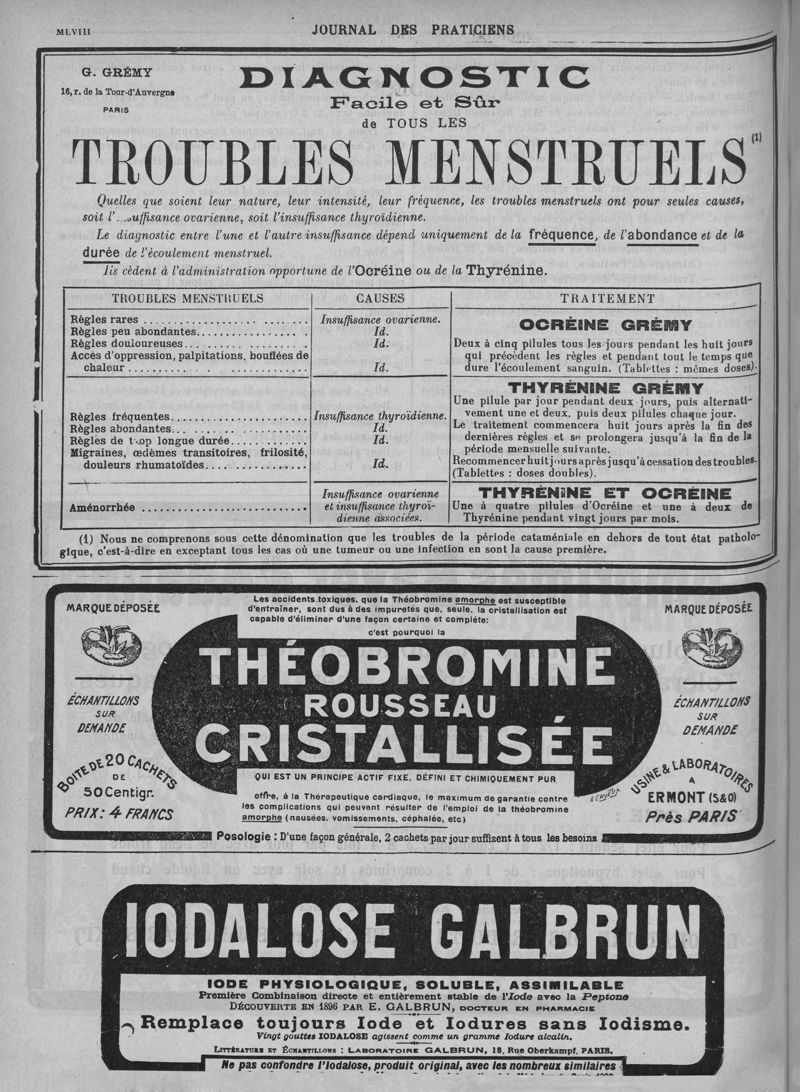 MLVIII
JOURNAL DES PRATICIENS
G. GRÉMY
16, r. de la Tour-d'Auvergne
PARIS
DIAGNOSTIC
Facile et Sûr
de TOUS LES
TROUBLES MENSTRUELS (1)
Quelles que soient leur nature, leur intensité, leur fréquence, les troubles menstruels ont pour seules causes,
soit l'...uffisance ovarienne, soit l'insuffisance thyroïdienne.
Le diagnostic entre l'une et l'autre insuffisance dépend uniquement de la fréquence, de l'abondance et de la
durée de l'écoulement menstruel.
Ils cèdent à l'administration opportune de l'Ocréine ou de la Thyrénine.
TROUBLES MENSTRUELS
Règles rares
Règles peu abondantes
Règles douloureuses
Accès d'oppression, palpitations, bouffées de
chaleur
Règles fréquentes
Règles abondantes
Règles de trop longue durée
Migraines, œdèmes transitoires, frilosité,
douleurs rhumatoïdes
Aménorrhée
CAUSES
Insuffisance ovarienne.
Id.
Id.
Id.
Insuffisance thyroïdienne.
Id.
Id.
Id.
Insuffisance ovarienne
et insuffisance thyroï-
dienne associées.
TRAITEMENT
OCRÉINE GRÉMY
Deux à cinq pilules tous les jours pendant les huit jours
qui précèdent les règles et pendant tout le temps que
dure l'écoulement sanguin. (Tablettes : mêmes doses).
THYRÉNINE GRÉMY
Une pilule par jour pendant deux jours, puis alternati-
vement une et deux, puis deux pilules chaque jour.
Le traitement commencera huit jours après la fin des
dernières règles et se prolongera jusqu'à la fin de la
période mensuelle suivante.
Recommencer huit jours après jusqu'à cessation des troubles.
(Tablettes : doses doubles).
THYRÉNINE ET OCRÉINE
Une à quatre pilules d'Ocréine et une à deux de
Thyrénine pendant vingt jours par mois.
(1) Nous ne comprenons sous cette dénomination que les troubles de la période cataméniale en dehors de tout état patholo-
gique, c'est-à-dire en exceptant tous les cas où une tumeur ou une infection en sont la cause première.
MARQUE DÉPOSÉE
ÉCHANTILLONS
SUR
DEMANDE
BOITE DE 20 CACHETS
DE
50 Centigr.
PRIX: 4 FRANCS
Les accidents toxiques, que la Théobromine amorphe est susceptible
d'entraîner, sont dus à des impuretés que, seule, la cristallisation est
capable d'éliminer d'une façon certaine et complète:
c'est pourquoi la
THÉOBROMINE
ROUSSEAU
CRISTALLISÉE
QUI EST UN PRINCIPE ACTIF FIXE, DÉFINI ET CHIMIQUEMENT PUR
offre, à la Thérapeutique cardiaque, le maximum de garantie contre
les complications qui peuvent résulter de l'emploi de la théobromine
amorphe (nausées, vomissements, céphalée, etc)
MARQUE DÉPOSÉE
ÉCHANTILLONS
SUR
DEMANDE
USINE & LABORATOIRES
A
ERMONT (S&O)
Près PARIS
Posologie : D'une façon générale, 2 cachets par jour suffisent à tous les besoins
IODALOSE GALBRUN
IODE PHYSIOLOGIQUE, SOLUBLE, ASSIMILABLE
Première Combinaison directe et entièrement stable de l'Iode avec la Peptone
DÉCOUVERTE EN 1896 PAR E. GALBRUN, DOCTEUR EN PHARMACIE
Remplace toujours Iode et Iodures sans Iodisme.
Vingt gouttes IODALOSE agissent comme un gramme Iodure alcalin.
LITTÉRATURE ET ÉCHANTILLONS : LABORATOIRE GALBRUN, 18, Rue Oberkampf, PARIS.
Ne pas confondre l'Iodalose, produit original, avec les nombreux similaires